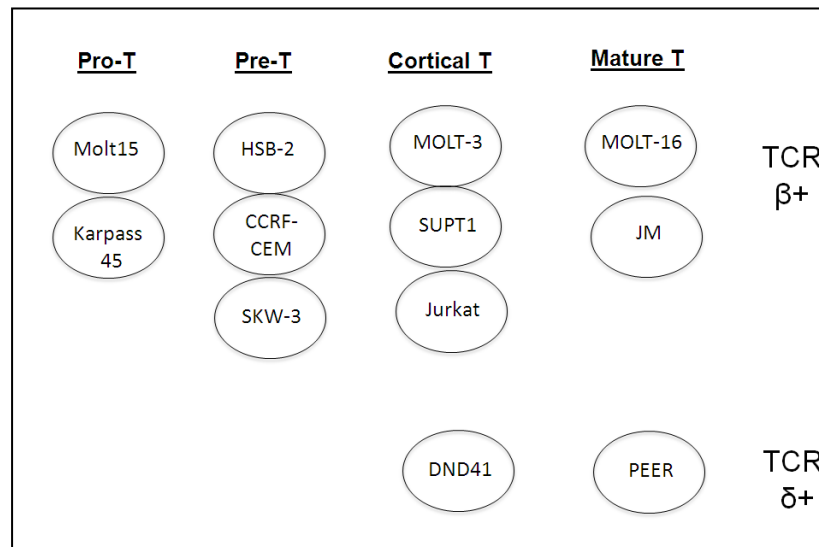 Pro-T Pre-T Cortical T Mature T
Molt15 HSB-2 MOLT-3 MOLT-16
TCR
β+
Karpass
45
CCRF-
CEM
SUPT1
JM
SKW-3 Jurkat
DND41 PEER
TCR
δ+